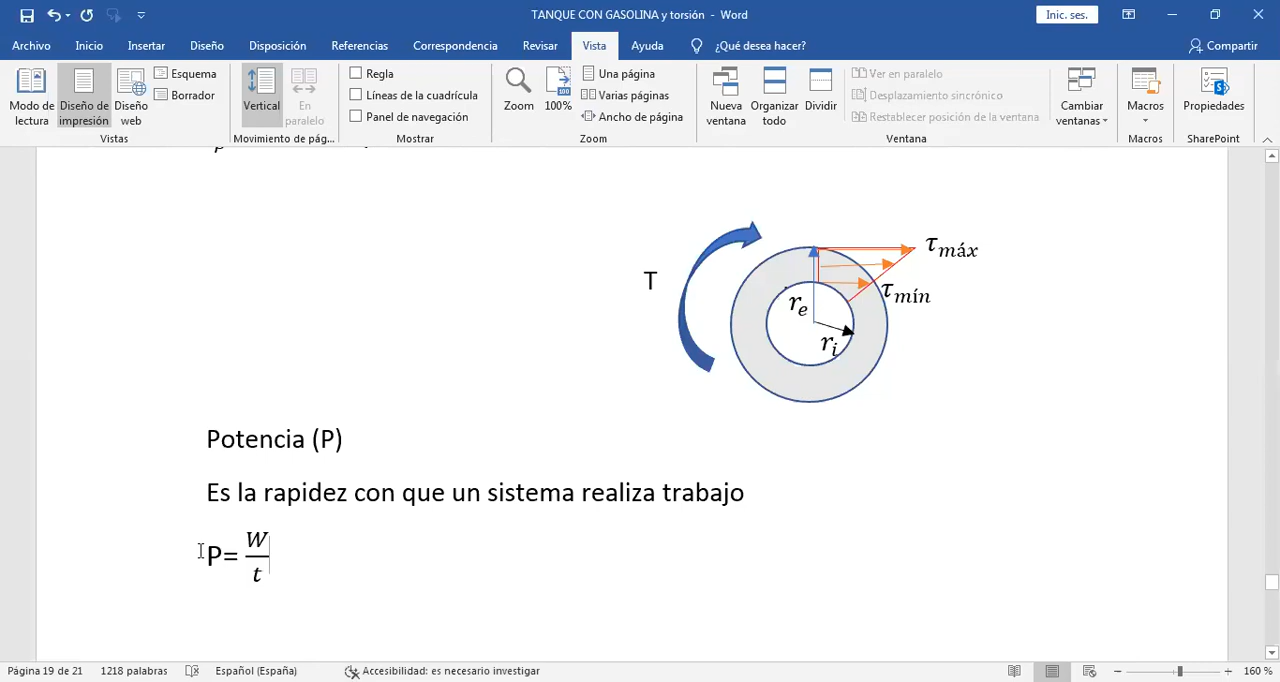 TANQUE CON GASOLINA y torsión - Word
Inic. ses.
Archivo Inicio Insertar Diseño Disposición Referencias Correspondencia Revisar Vista Ayuda ¿Qué desea hacer? Compartir
Modo de lectura
Diseño de impresión
Diseño web
Esquema
Borrador
Vistas
Vertical
En paralelo
Movimiento de pág...
Regla
Líneas de la cuadrícula
Panel de navegación
Mostrar
Zoom
100%
Una página
Varias páginas
Ancho de página
Zoom
Nueva ventana
Organizar todo
Dividir
Ver en paralelo
Desplazamiento sincrónico
Restablecer posición de la ventana
Ventana
Cambiar ventanas
Macros
Macros
Propiedades
SharePoint
T
τmáx
τmín
re
ri
Potencia (P)
Es la rapidez con que un sistema realiza trabajo
P= W/t
Página 19 de 21 1218 palabras Español (España) Accesibilidad: es necesario investigar 160 %